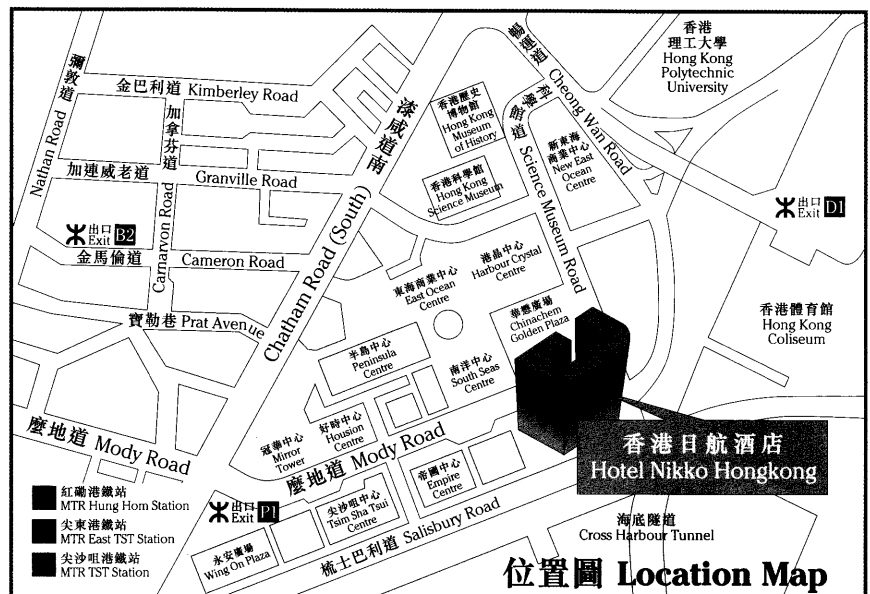 彌敦道 Nathan Road
金巴利道 Kimberley Road
加拿芬道 Carnarvon Road
加連威老道 Granville Road
出口
Exit B2
金馬倫道 Cameron Road
寶勒巷 Prat Avenue
漆咸道南 Chatham Road (South)
香港歷史
博物館
Hong Kong
Museum
of History
香港科學館
Hong Kong
Science Museum
科學館道 Science Museum Road
暢運道 Cheong Wan Road
新東海
商業中心
New East
Ocean
Centre
香港
理工大學
Hong Kong
Polytechnic
University
出口
Exit D1
香港體育館
Hong Kong
Coliseum
東海商業中心
East Ocean
Centre
港晶中心
Harbour Crystal
Centre
華懋廣場
Chinachem
Golden Plaza
半島中心
Peninsula
Centre
南洋中心
South Seas
Centre
冠華中心
Mirror
Tower
好時中心
Housion
Centre
麼地道 Mody Road
麼地道 Mody Road
帝國中心
Empire
Centre
尖沙咀中心
Tsim Sha Tsui
Centre
永安廣場
Wing On Plaza
出口
Exit P1
梳士巴利道 Salisbury Road
香港日航酒店
Hotel Nikko Hongkong
海底隧道
Cross Harbour Tunnel
紅磡港鐵站
MTR Hung Hom Station
尖東港鐵站
MTR East TST Station
尖沙咀港鐵站
MTR TST Station
位置圖 Location Map